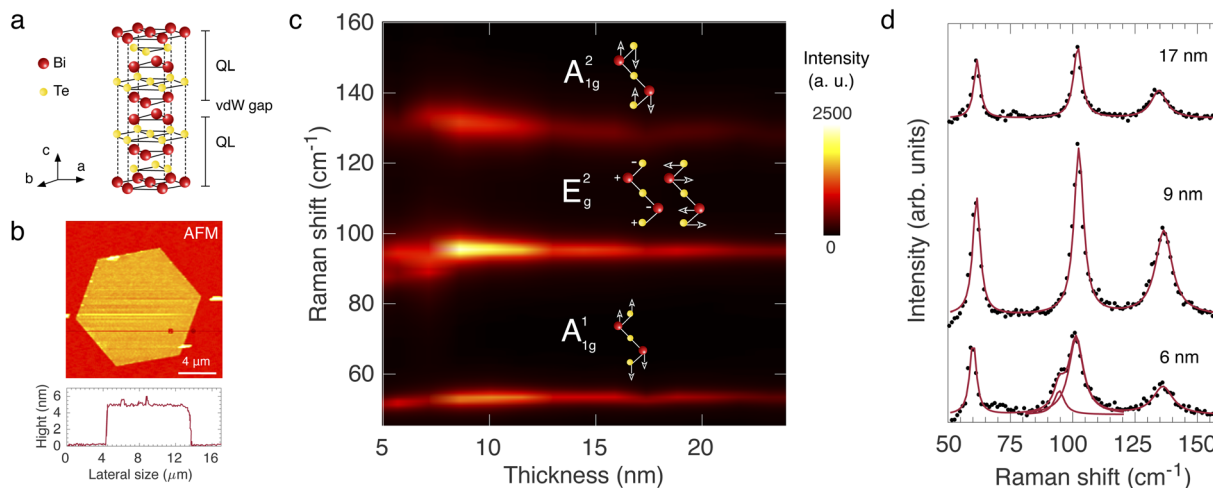 a
Bi
Te
QL
vdW gap
QL
c
b
a
b
AFM
4 µm
Hight (nm)
6
4
2
0
0
4
8
12
16
Lateral size (µm)
c
Raman shift (cm-1)
160
140
120
100
80
60
5
10
15
20
Thickness (nm)
A²1g
E²g
- + - +
A¹1g
Intensity
(a. u.)
2500
0
d
Intensity (arb. units)
17 nm
9 nm
6 nm
50
100
150
Raman shift (cm-1)